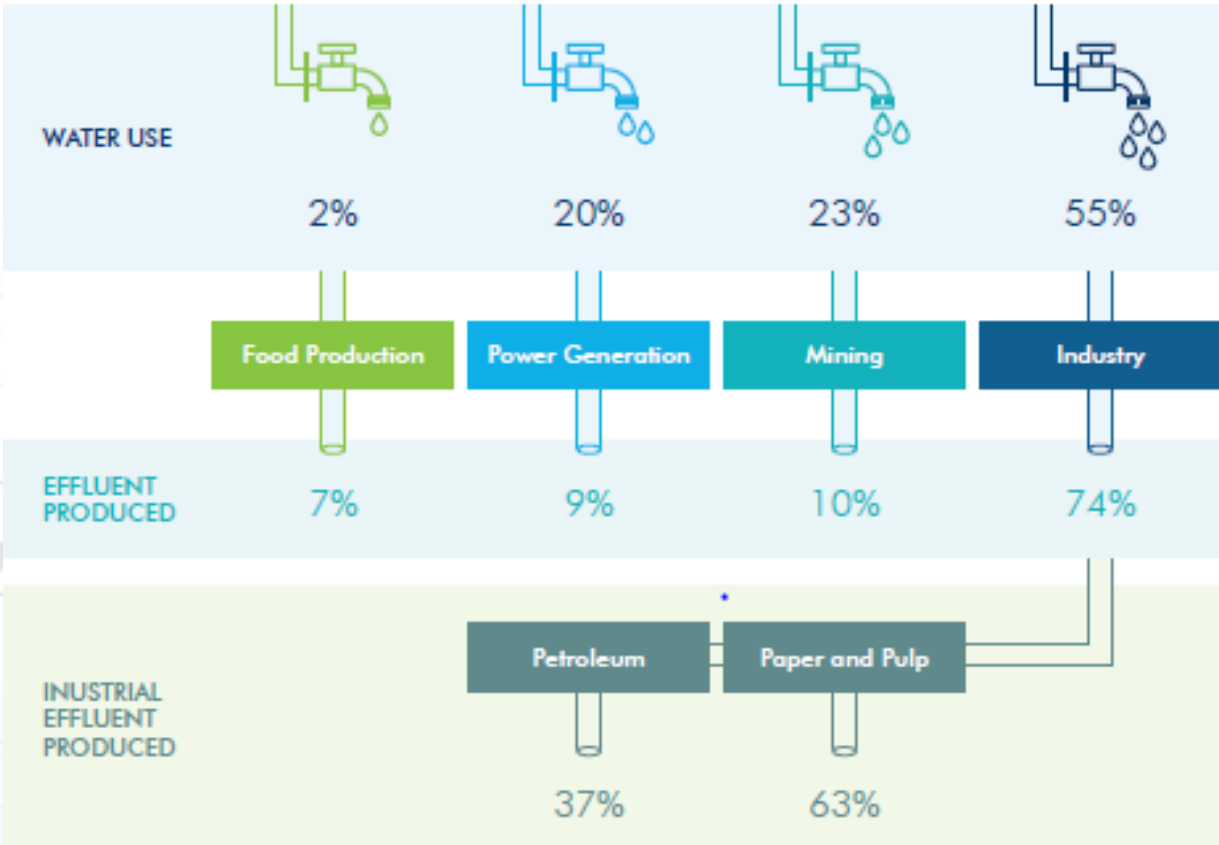 WATER USE
2% 20% 23% 55%
Food Production Power Generation Mining Industry
EFFLUENT
PRODUCED
7% 9% 10% 74%
Petroleum Paper and Pulp
INUSTRIAL
EFFLUENT
PRODUCED
37% 63%